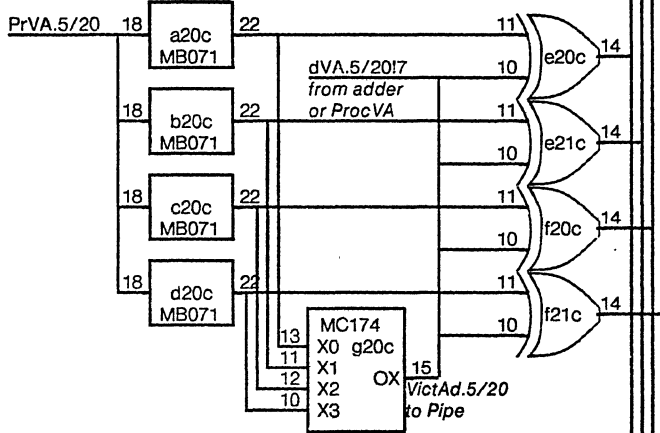 PrVA.5/20 18 a20c 22 11 14
MB071 e20c
dVA.5/20!7 10
from adder
or ProcVA
18 b20c 22 11 14
MB071 e21c
10
18 c20c 22 11 14
MB071 f20c
10
18 d20c 22 11 14
MB071 f21c
MC174 10
13 X0 g20c
11 X1 15
12 X2 OX VictAd.5/20
10 X3 to Pipe